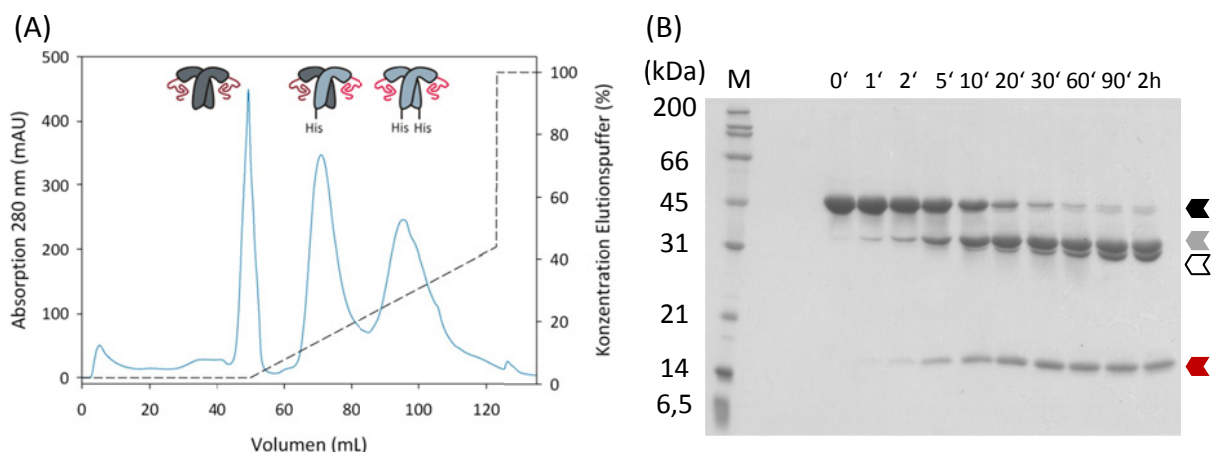 (A)
500
400
300
200
100
0
Absorption 280 nm (mAU)
0 20 40 60 80 100 120
Volumen (mL)
100
80
60
40
20
0
Konzentration Elutionspuffer (%)
His
His His
(B)
(kDa) M 0‘ 1‘ 2‘ 5‘ 10‘ 20‘ 30‘ 60‘ 90‘ 2h
200
66
45
31
21
14
6,5